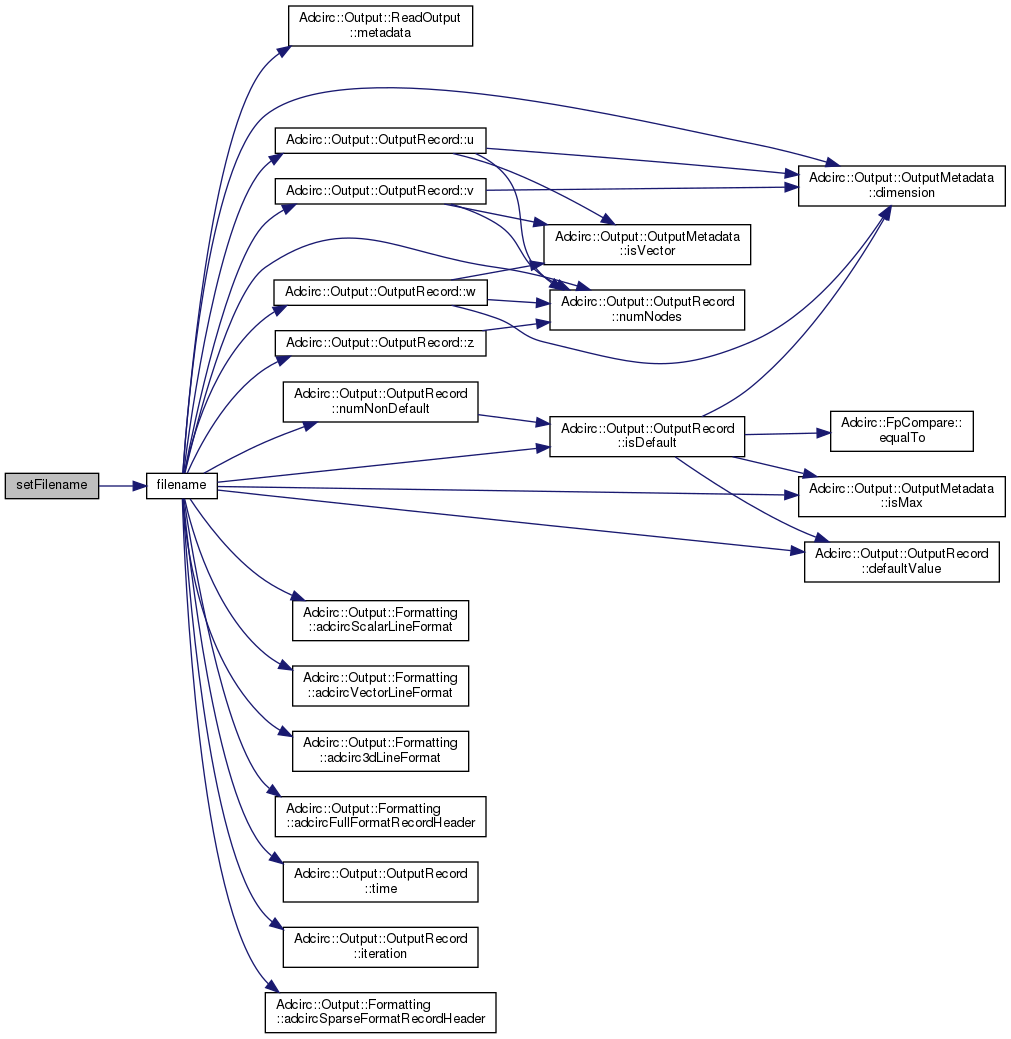 Adcirc::Output::ReadOutput
::metadata
Adcirc::Output::OutputRecord::u
Adcirc::Output::OutputMetadata
::dimension
Adcirc::Output::OutputRecord::v
Adcirc::Output::OutputMetadata
::isVector
Adcirc::Output::OutputRecord::w
Adcirc::Output::OutputRecord
::numNodes
Adcirc::Output::OutputRecord::z
Adcirc::Output::OutputRecord
::numNonDefault
Adcirc::Output::OutputRecord
::isDefault
Adcirc::FpCompare::
equalTo
setFilename
filename
Adcirc::Output::OutputMetadata
::isMax
Adcirc::Output::OutputRecord
::defaultValue
Adcirc::Output::Formatting
::adcircScalarLineFormat
Adcirc::Output::Formatting
::adcircVectorLineFormat
Adcirc::Output::Formatting
::adcirc3dLineFormat
Adcirc::Output::Formatting
::adcircFullFormatRecordHeader
Adcirc::Output::OutputRecord
::time
Adcirc::Output::OutputRecord
::iteration
Adcirc::Output::Formatting
::adcircSparseFormatRecordHeader